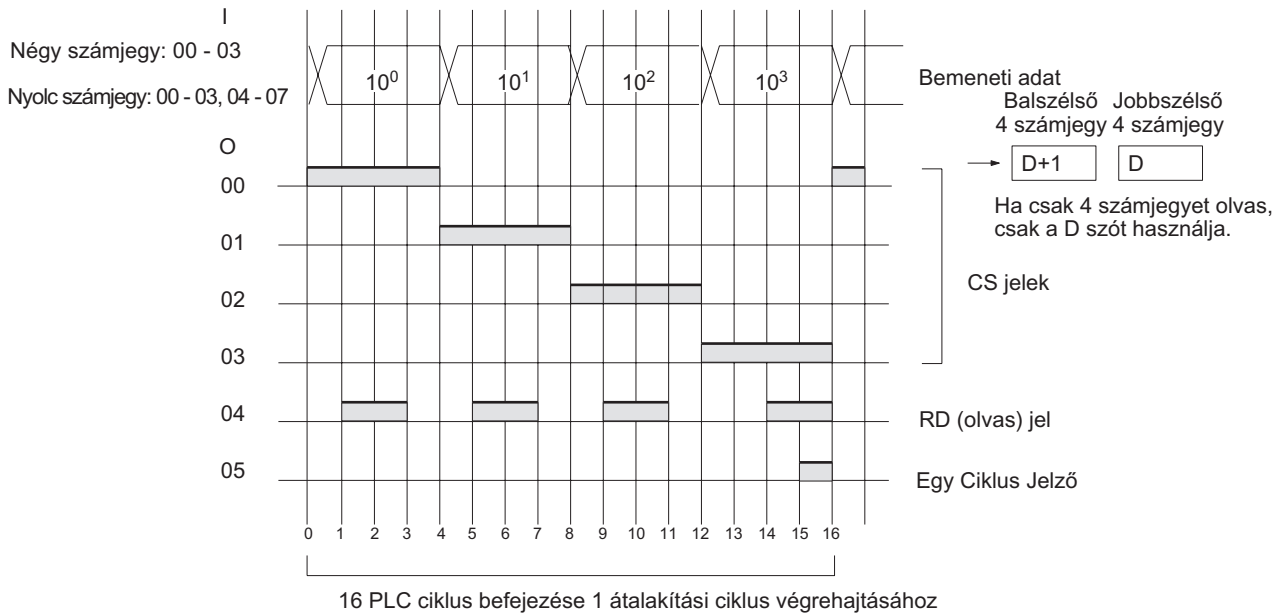 I
Négy számjegy: 00 - 03
Nyolc számjegy: 00 - 03, 04 - 07
10⁰ 10¹ 10² 10³
Bemeneti adat
Balszélső Jobbszélső
4 számjegy 4 számjegy
D+1 D
Ha csak 4 számjegyet olvas,
csak a D szót használja.
O
00
01
02
03
CS jelek
04
RD (olvas) jel
05
Egy Ciklus Jelző
0 1 2 3 4 5 6 7 8 9 10 11 12 13 14 15 16
16 PLC ciklus befejezése 1 átalakítási ciklus végrehajtásához